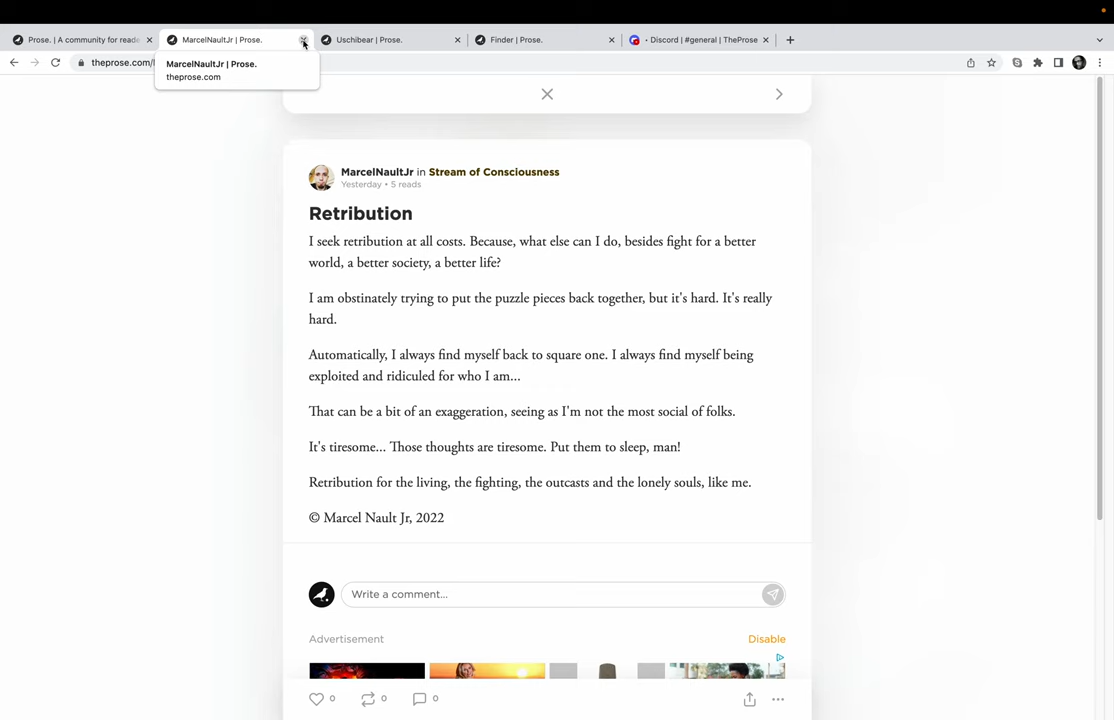 Prose. | A community for reade
MarcelNaultJr | Prose.
Uschibear | Prose.
Finder | Prose.
• Discord | #general | TheProse
theprose.com/
MarcelNaultJr | Prose.
theprose.com
MarcelNaultJr in Stream of Consciousness
Yesterday • 5 reads
Retribution
I seek retribution at all costs. Because, what else can I do, besides fight for a better
world, a better society, a better life?
I am obstinately trying to put the puzzle pieces back together, but it's hard. It's really
hard.
Automatically, I always find myself back to square one. I always find myself being
exploited and ridiculed for who I am...
That can be a bit of an exaggeration, seeing as I'm not the most social of folks.
It's tiresome... Those thoughts are tiresome. Put them to sleep, man!
Retribution for the living, the fighting, the outcasts and the lonely souls, like me.
© Marcel Nault Jr, 2022
Write a comment...
Advertisement Disable
0 0 0